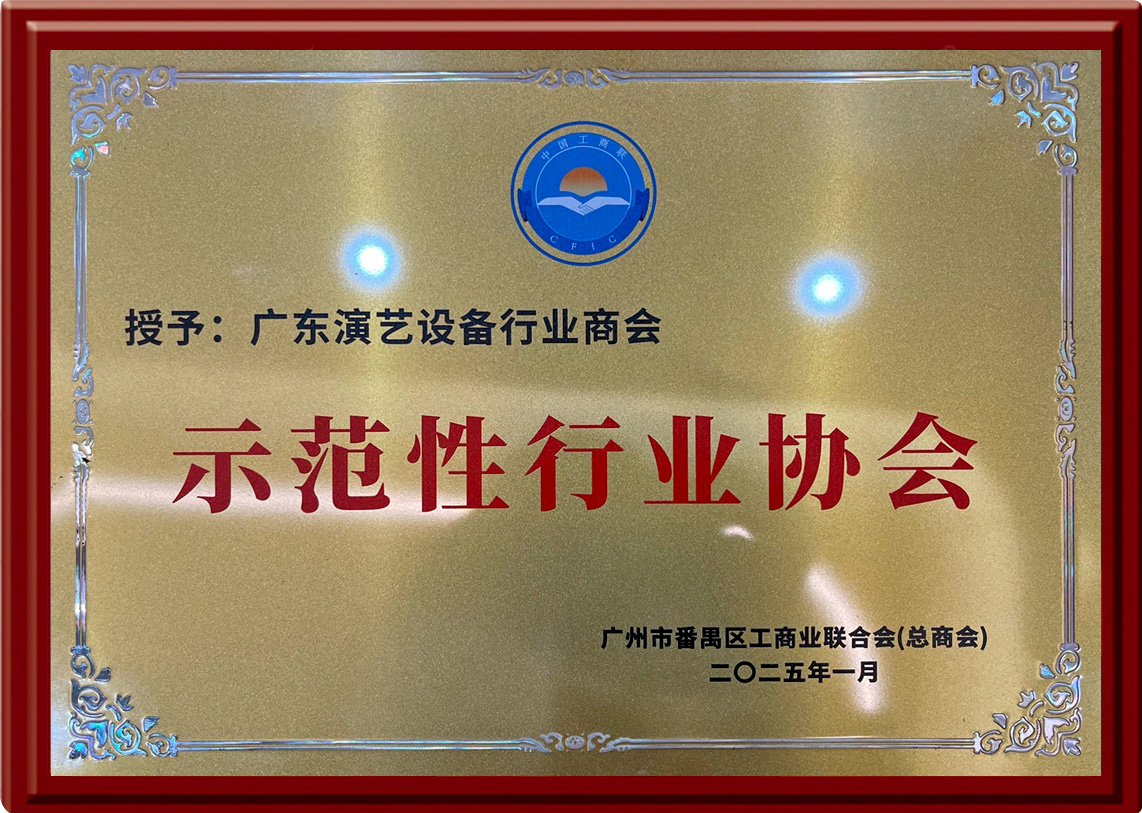 中国工商联
CFIC
授予：广东演艺设备行业商会
示范性行业协会
广州市番禺区工商业联合会(总商会)
二〇二五年一月